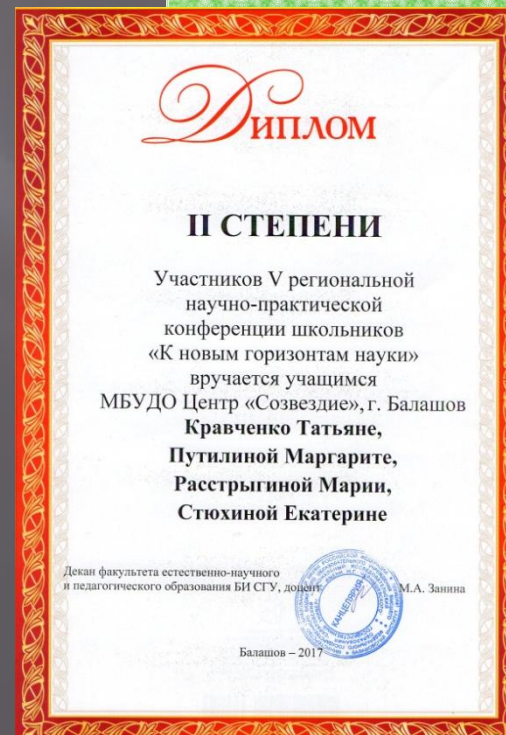 Диплом
II СТЕПЕНИ
Участников V региональной
научно-практической
конференции школьников
«К новым горизонтам науки»
вручается учащимся
МБУДО Центр «Созвездие», г. Балашов
Кравченко Татьяне,
Путилиной Маргарите,
Расстрыгиной Марии,
Стюхиной Екатерине
Декан факультета естественно-научного
и педагогического образования БИ СГУ, доцент М.А. Занина
КАНЦЕЛЯРИЯ
Балашов – 2017